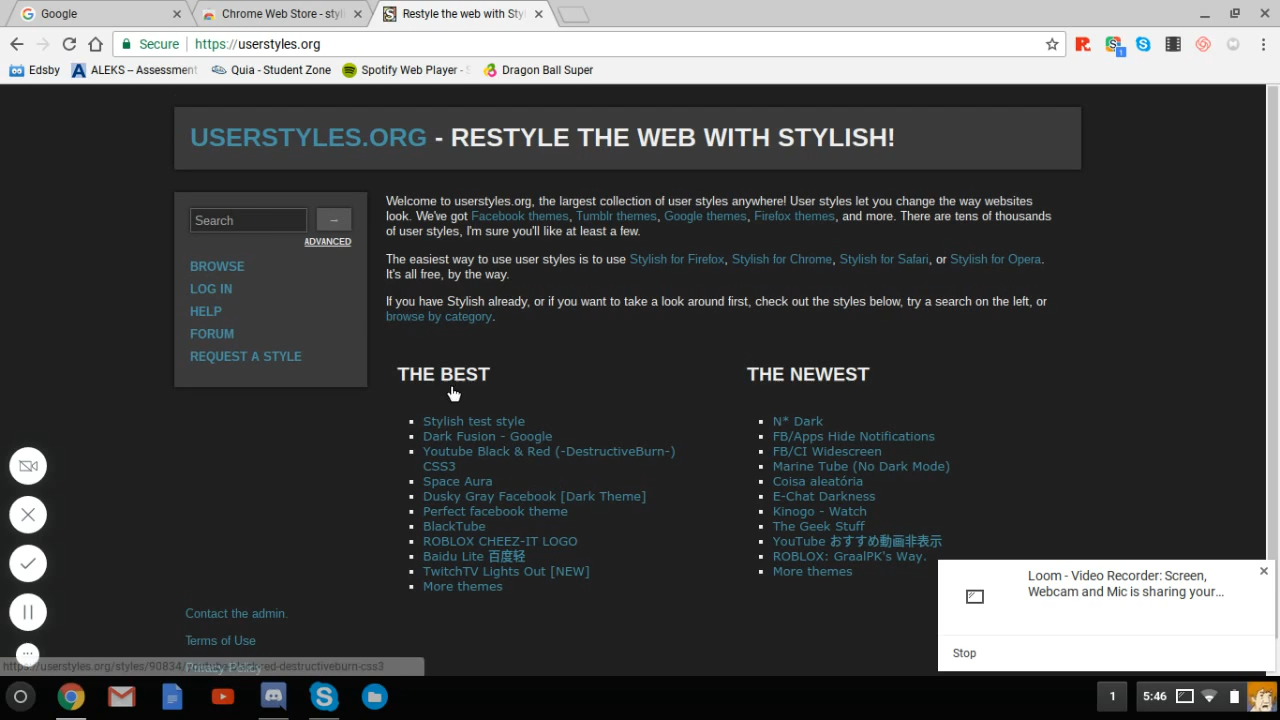 Google
Chrome Web Store - styli
Restyle the web with Styl
Secure https://userstyles.org
Edsby
ALEKS – Assessment
Quia - Student Zone
Spotify Web Player - S
Dragon Ball Super
USERSTYLES.ORG - RESTYLE THE WEB WITH STYLISH!
Search →
ADVANCED
BROWSE
LOG IN
HELP
FORUM
REQUEST A STYLE
Welcome to userstyles.org, the largest collection of user styles anywhere! User styles let you change the way websites
look. We've got Facebook themes, Tumblr themes, Google themes, Firefox themes, and more. There are tens of thousands
of user styles, I'm sure you'll like at least a few.
The easiest way to use user styles is to use Stylish for Firefox, Stylish for Chrome, Stylish for Safari, or Stylish for Opera.
It's all free, by the way.
If you have Stylish already, or if you want to take a look around first, check out the styles below, try a search on the left, or
browse by category.
THE BEST
Stylish test style
Dark Fusion - Google
Youtube Black & Red (-DestructiveBurn-)
CSS3
Space Aura
Dusky Gray Facebook [Dark Theme]
Perfect facebook theme
BlackTube
ROBLOX CHEEZ-IT LOGO
Baidu Lite 百度轻
TwitchTV Lights Out [NEW]
More themes
THE NEWEST
N* Dark
FB/Apps Hide Notifications
FB/CI Widescreen
Marine Tube (No Dark Mode)
Coisa aleatória
E-Chat Darkness
Kinogo - Watch
The Geek Stuff
YouTube おすすめ動画非表示
ROBLOX: GraalPK's Way.
More themes
Contact the admin.
Terms of Use
Privacy Policy
Loom - Video Recorder: Screen,
Webcam and Mic is sharing your...
Stop
1
5:46